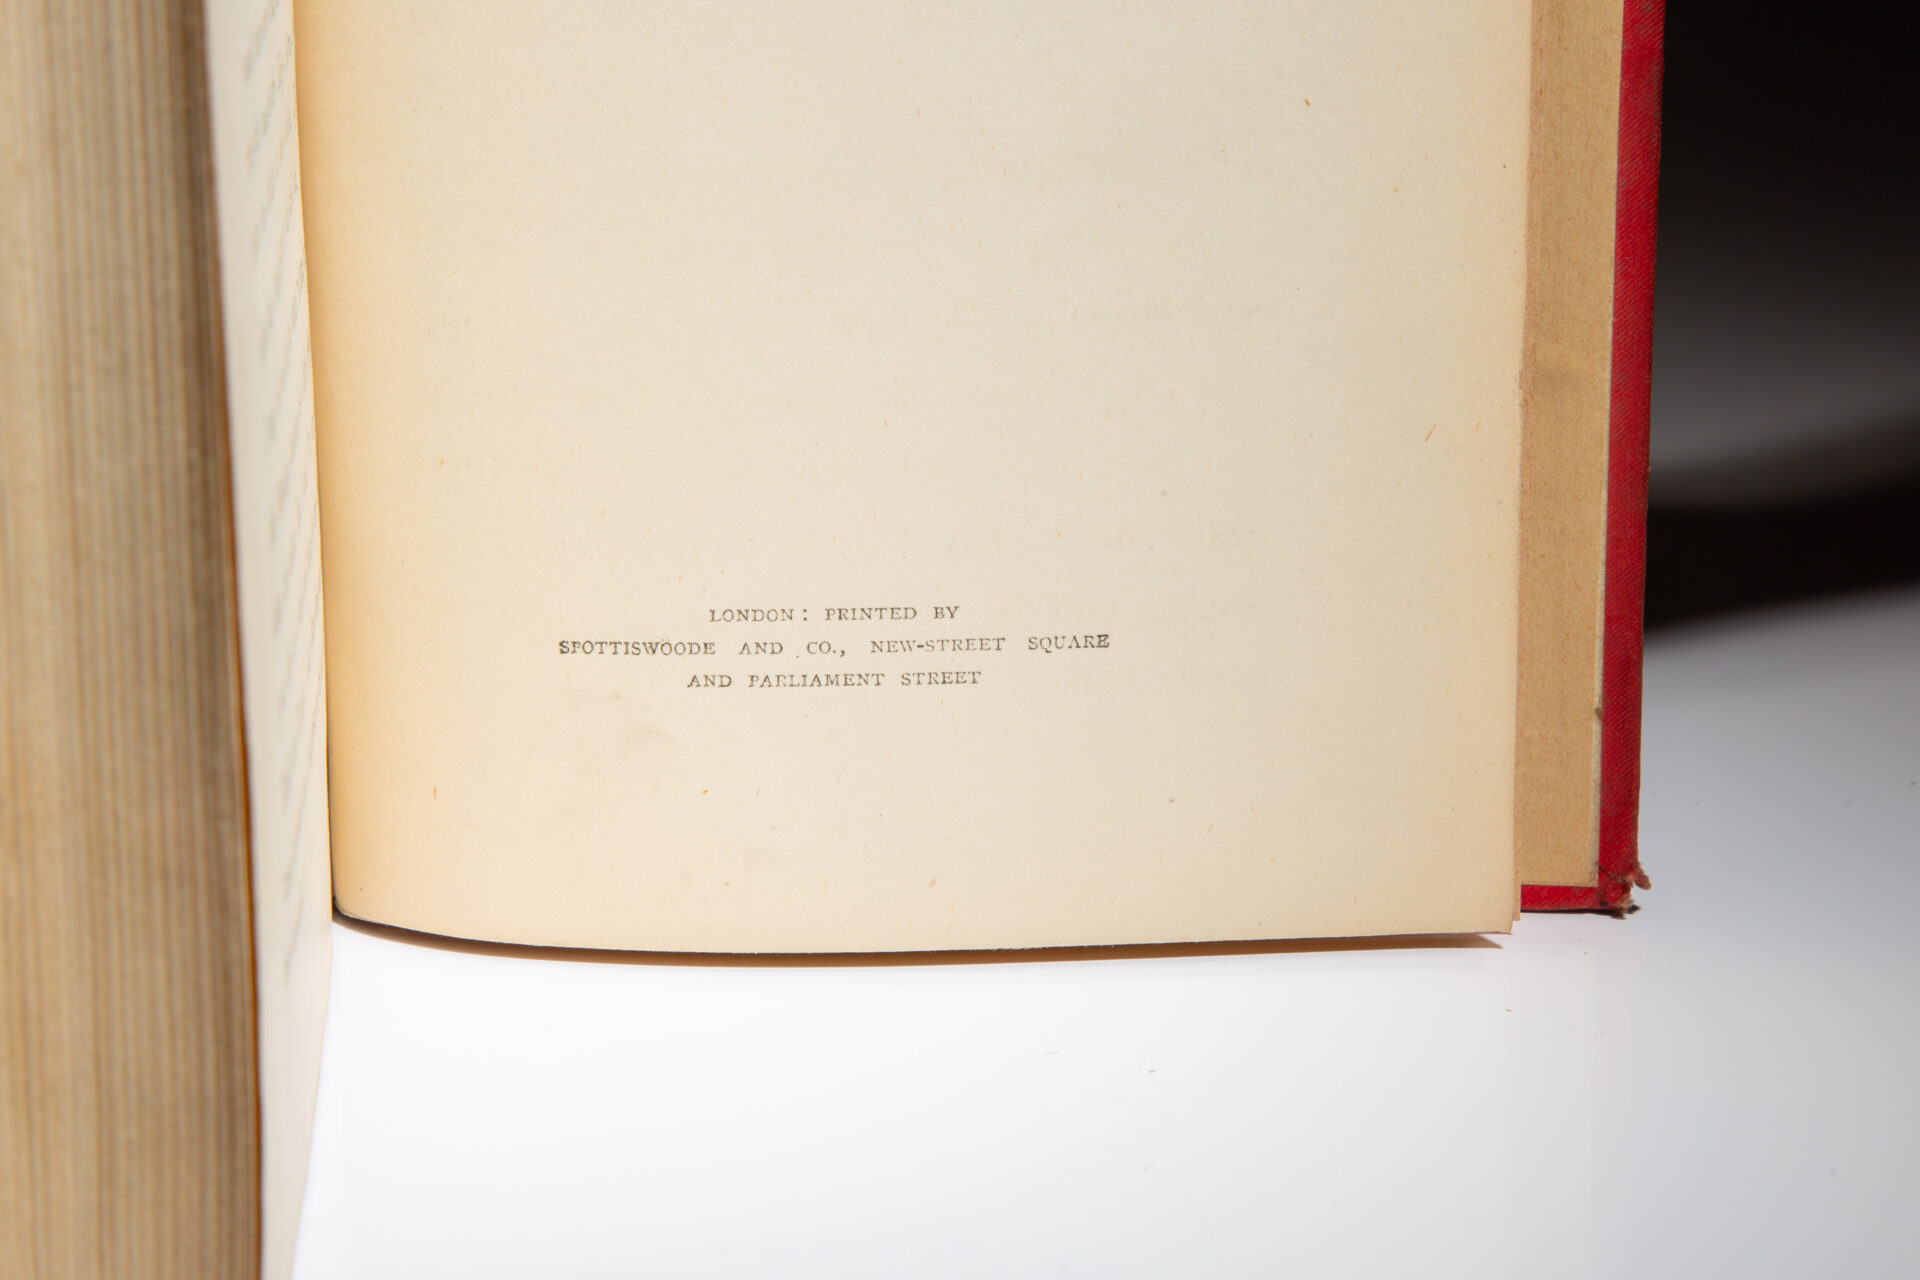 LONDON: PRINTED BY
SPOTTISWOODE AND CO., NEW-STREET SQUARE
AND PARLIAMENT STREET